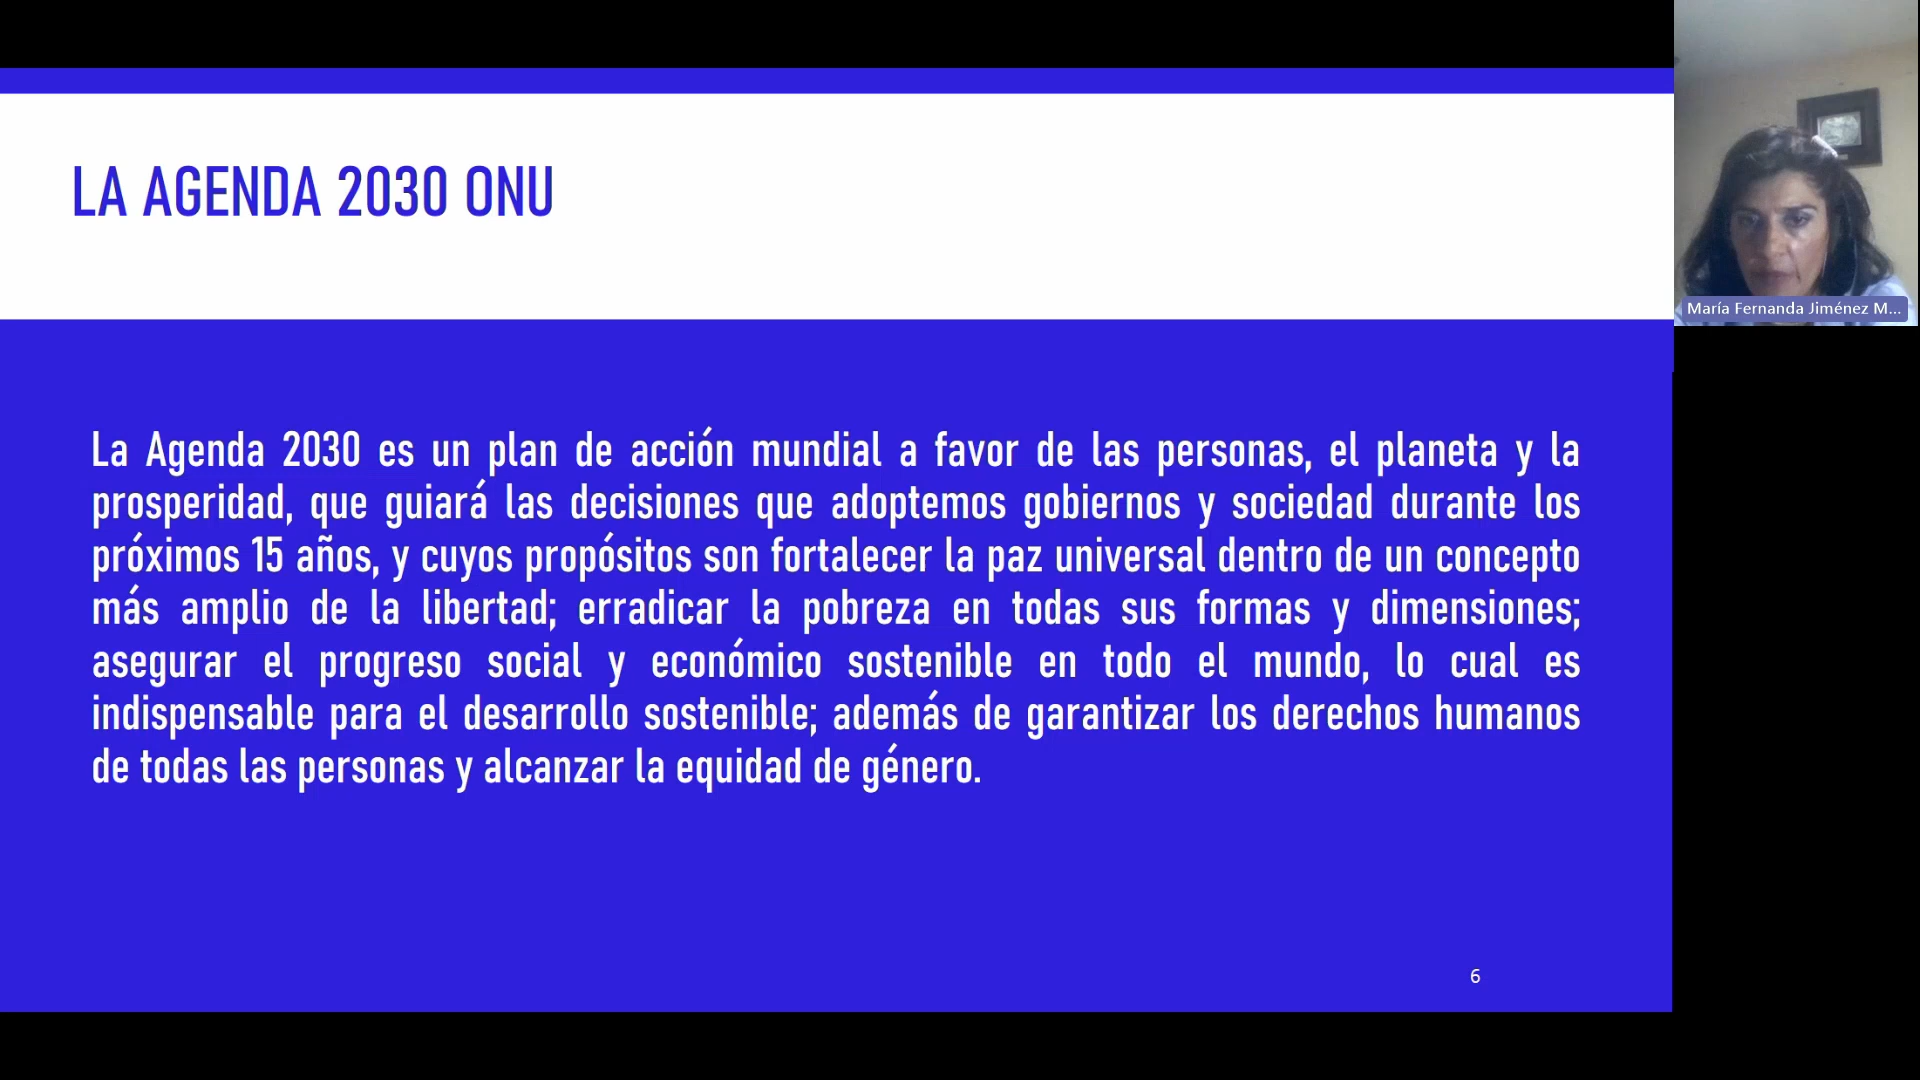 LA AGENDA 2030 ONU
La Agenda 2030 es un plan de acción mundial a favor de las personas, el planeta y la
prosperidad, que guiará las decisiones que adoptemos gobiernos y sociedad durante los
próximos 15 años, y cuyos propósitos son fortalecer la paz universal dentro de un concepto
más amplio de la libertad; erradicar la pobreza en todas sus formas y dimensiones;
asegurar el progreso social y económico sostenible en todo el mundo, lo cual es
indispensable para el desarrollo sostenible; además de garantizar los derechos humanos
de todas las personas y alcanzar la equidad de género.
6
María Fernanda Jiménez M...